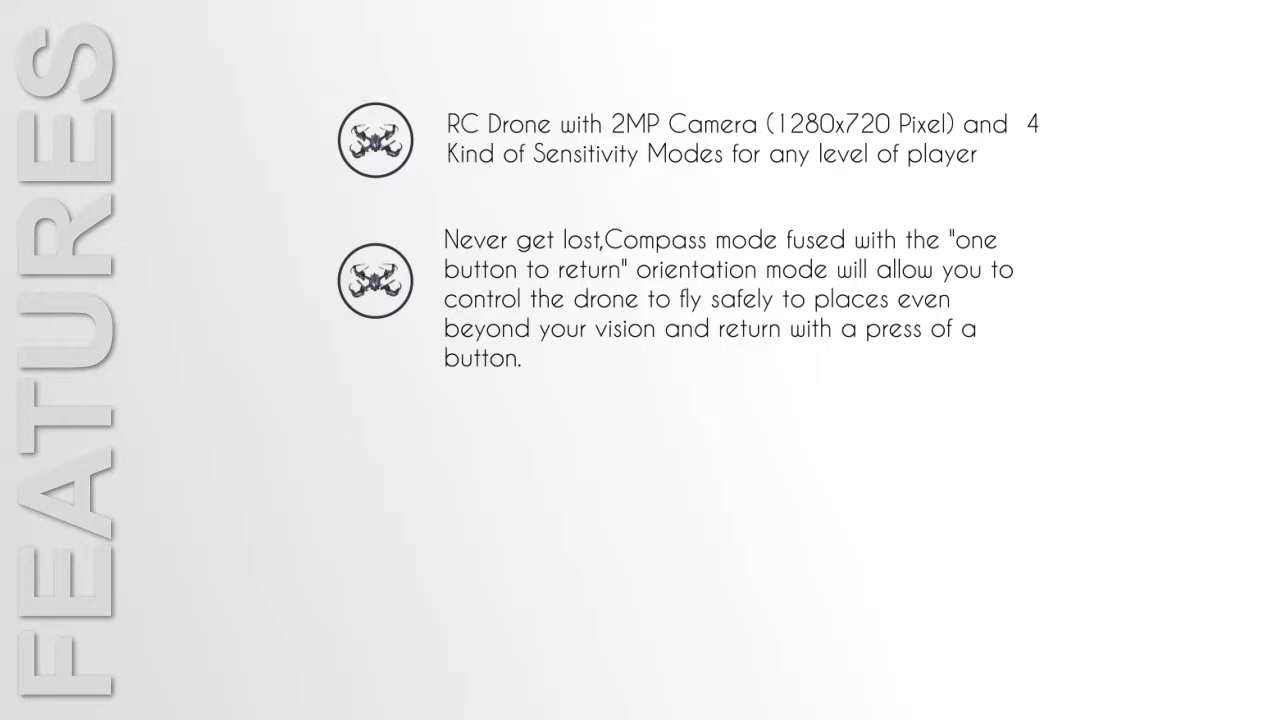 FEATURES
RC Drone with 2MP Camera (1280x720 Pixel) and  4
Kind of Sensitivity Modes for any level of player
Never get lost,Compass mode fused with the "one
button to return" orientation mode will allow you to
control the drone to fly safely to places even
beyond your vision and return with a press of a
button.